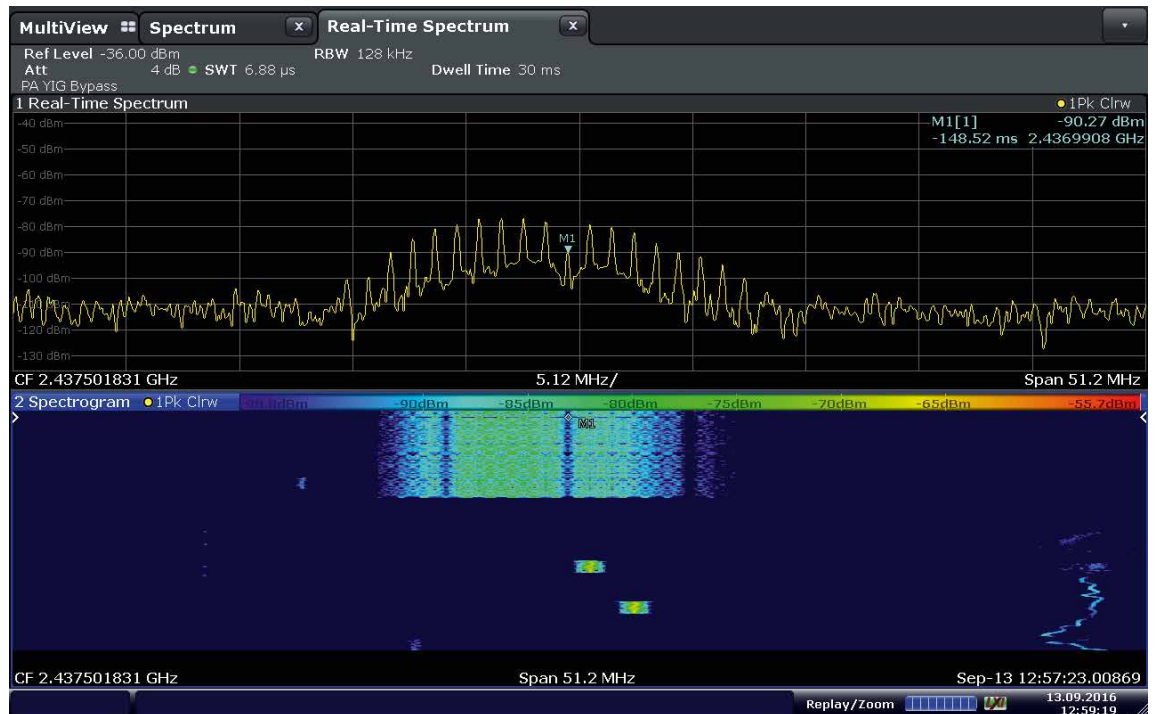 MultiView Spectrum X Real-Time Spectrum X
Ref Level -36.00 dBm RBW 128 kHz
Att 4 dB SWT 6.88 µs Dwell Time 30 ms
PA YIG Bypass
1 Real-Time Spectrum 1Pk Clrw
-40 dBm
M1[1] -90.27 dBm
-148.52 ms 2.4369908 GHz
-50 dBm
-60 dBm
-70 dBm
-80 dBm
M1
-90 dBm
-100 dBm
-120 dBm
-130 dBm
CF 2.437501831 GHz 5.12 MHz/ Span 51.2 MHz
2 Spectrogram 1Pk Clrw -90dBm -85dBm -80dBm -75dBm -70dBm -65dBm -55.7dBm
M1
CF 2.437501831 GHz Span 51.2 MHz Sep-13 12:57:23.00869
Replay/Zoom 13.09.2016
12:59:19